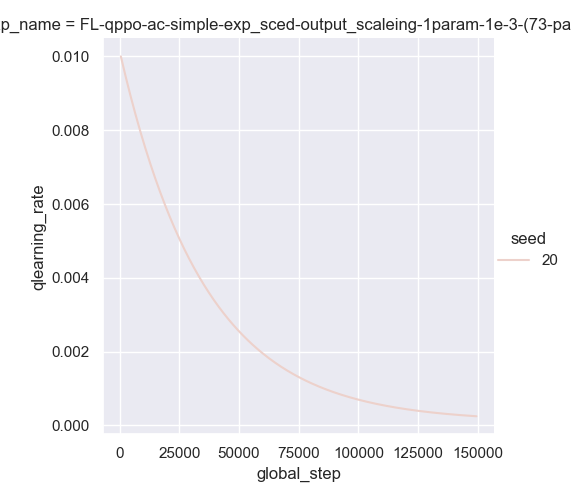 p_name = FL-qppo-ac-simple-exp_sced-output_scaleing-1param-1e-3-(73-pa
0.010
0.008
0.006
0.004
0.002
0.000
qlearning_rate
0 25000 50000 75000 100000 125000 150000
global_step
seed
20